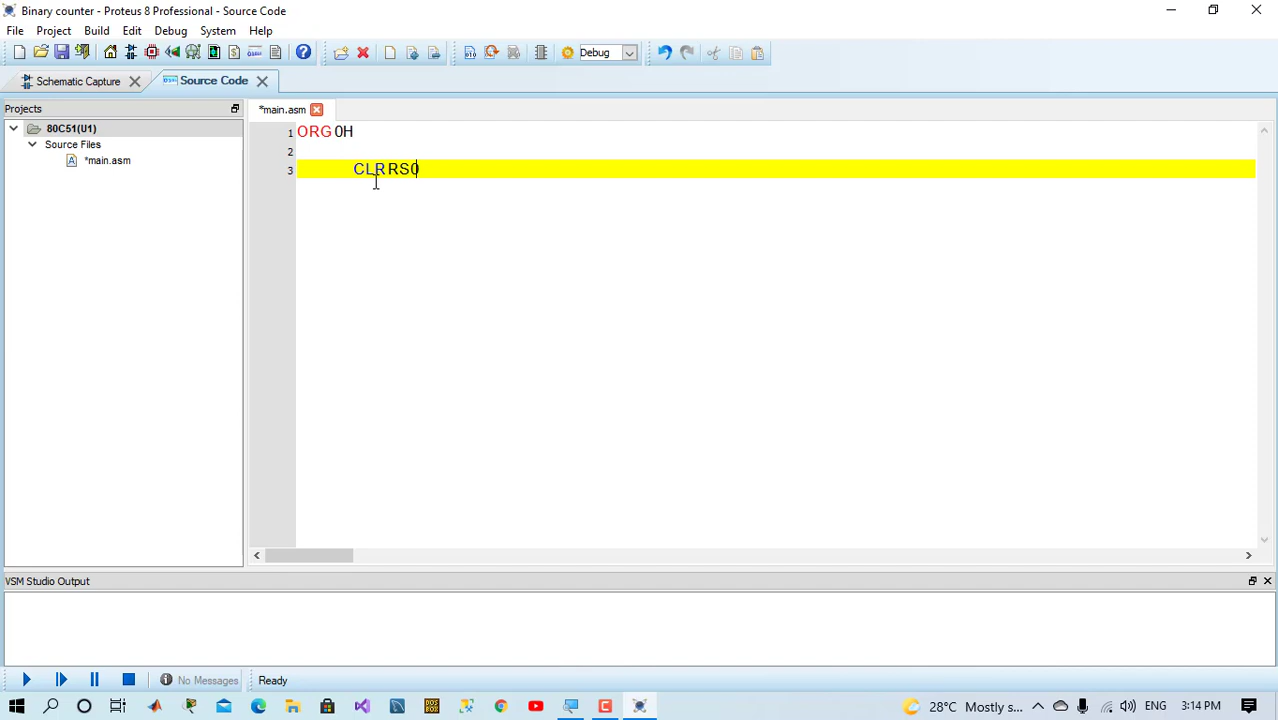 Binary counter - Proteus 8 Professional - Source Code
File Project Build Edit Debug System Help
Debug
Schematic Capture Source Code
Projects
*main.asm
80C51(U1)
Source Files
*main.asm
1 ORG 0H
2
3 CLR RS0
VSM Studio Output
No Messages Ready
28°C Mostly s... ENG 3:14 PM